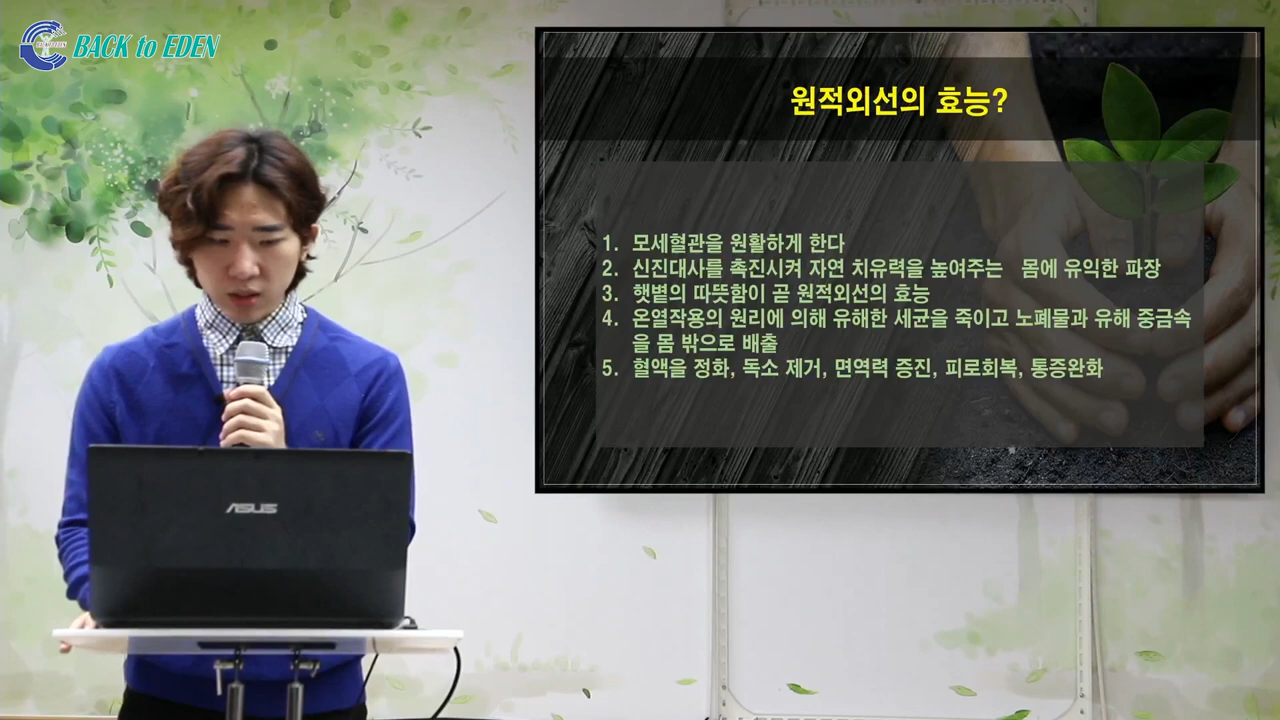 BACK to EDEN
원적외선의 효능?
1. 모세혈관을 원활하게 한다
2. 신진대사를 촉진시켜 자연 치유력을 높여주는 몸에 유익한 파장
3. 햇볕의 따뜻함이 곧 원적외선의 효능
4. 온열작용의 원리에 의해 유해한 세균을 죽이고 노폐물과 유해 중금속
을 몸 밖으로 배출
5. 혈액을 정화, 독소 제거, 면역력 증진, 피로회복, 통증완화
ASUS